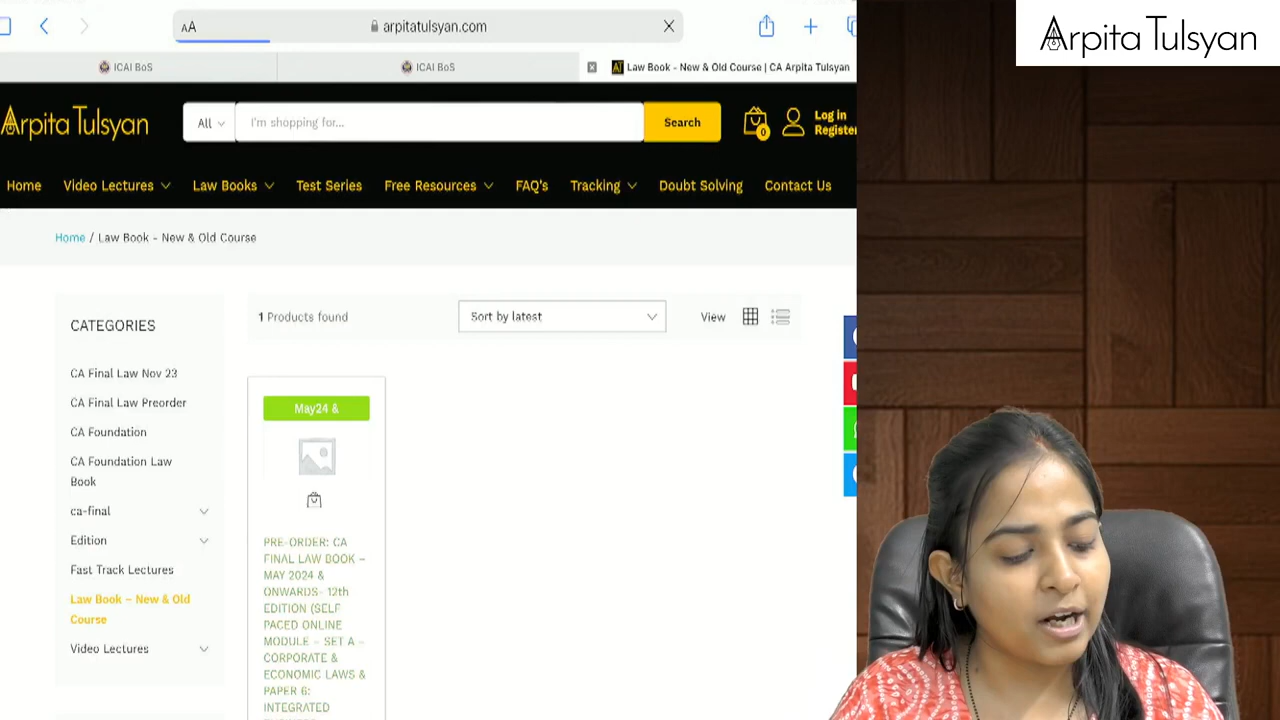 AA
arpitatulsyan.com
ICAI BoS
ICAI BoS
Law Book - New & Old Course | CA Arpita Tulsyan
Arpita Tulsyan
Arpita Tulsyan
All
I'm shopping for...
Search
0
Log in
Register
Home
Video Lectures
Law Books
Test Series
Free Resources
FAQ's
Tracking
Doubt Solving
Contact Us
Home / Law Book - New & Old Course
CATEGORIES
CA Final Law Nov 23
CA Final Law Preorder
CA Foundation
CA Foundation Law
Book
ca-final
Edition
Fast Track Lectures
Law Book – New & Old
Course
Video Lectures
1 Products found
Sort by latest
View
May24 &
PRE-ORDER: CA
FINAL LAW BOOK –
MAY 2024 &
ONWARDS- 12th
EDITION (SELF
PACED ONLINE
MODULE – SET A –
CORPORATE &
ECONOMIC LAWS &
PAPER 6:
INTEGRATED